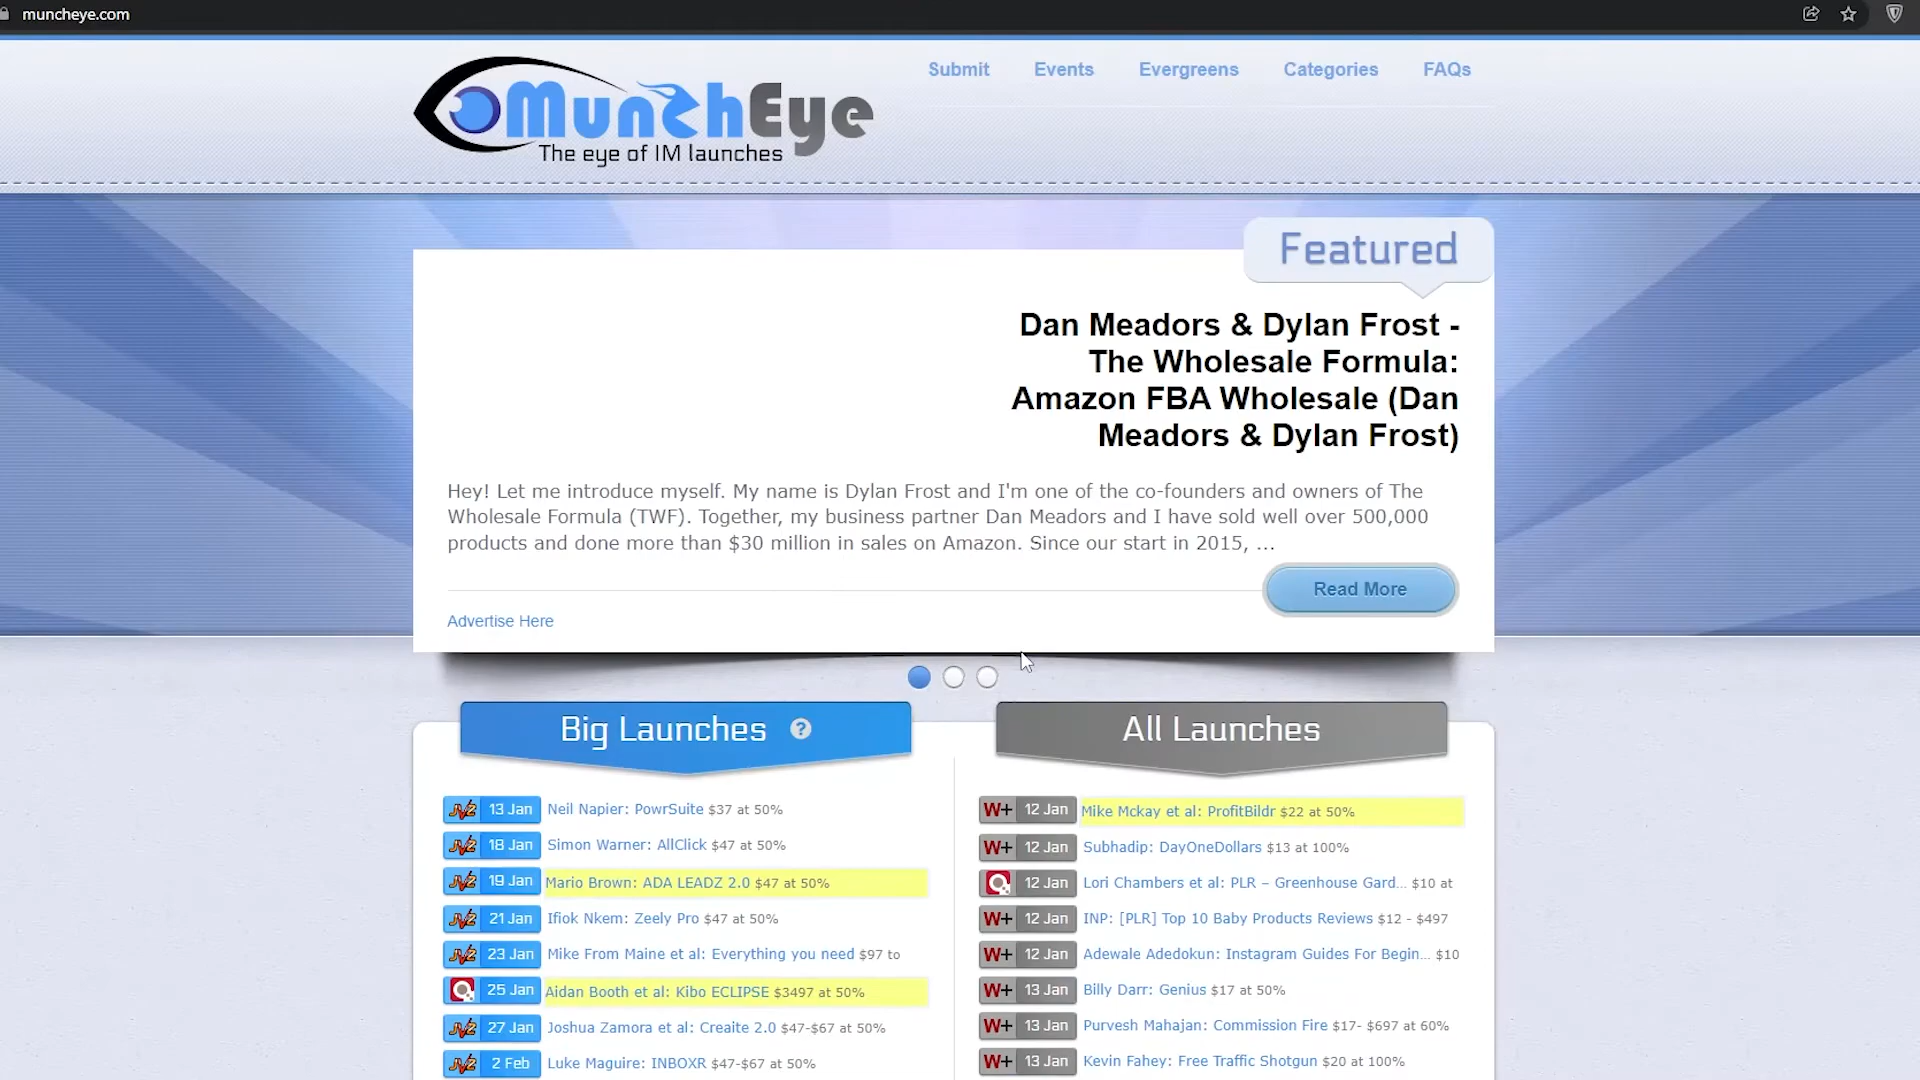 muncheye.com
MunchEye
The eye of IM launches
Submit
Events
Evergreens
Categories
FAQs
Featured
Dan Meadors & Dylan Frost -
The Wholesale Formula:
Amazon FBA Wholesale (Dan
Meadors & Dylan Frost)
Hey! Let me introduce myself. My name is Dylan Frost and I'm one of the co-founders and owners of The
Wholesale Formula (TWF). Together, my business partner Dan Meadors and I have sold well over 500,000
products and done more than $30 million in sales on Amazon. Since our start in 2015, ...
Read More
Advertise Here
Big Launches ?
JVZ 13 Jan Neil Napier: PowrSuite $37 at 50%
JVZ 18 Jan Simon Warner: AllClick $47 at 50%
JVZ 19 Jan Mario Brown: ADA LEADZ 2.0 $47 at 50%
JVZ 21 Jan Ifiok Nkem: Zeely Pro $47 at 50%
JVZ 23 Jan Mike From Maine et al: Everything you need $97 to
25 Jan Aidan Booth et al: Kibo ECLIPSE $3497 at 50%
JVZ 27 Jan Joshua Zamora et al: Creaite 2.0 $47-$67 at 50%
JVZ 2 Feb Luke Maguire: INBOXR $47-$67 at 50%
All Launches
W+ 12 Jan Mike Mckay et al: ProfitBildr $22 at 50%
W+ 12 Jan Subhadip: DayOneDollars $13 at 100%
12 Jan Lori Chambers et al: PLR – Greenhouse Gard... $10 at
W+ 12 Jan INP: [PLR] Top 10 Baby Products Reviews $12 - $497
W+ 12 Jan Adewale Adedokun: Instagram Guides For Begin... $10
W+ 13 Jan Billy Darr: Genius $17 at 50%
W+ 13 Jan Purvesh Mahajan: Commission Fire $17- $697 at 60%
W+ 13 Jan Kevin Fahey: Free Traffic Shotgun $20 at 100%